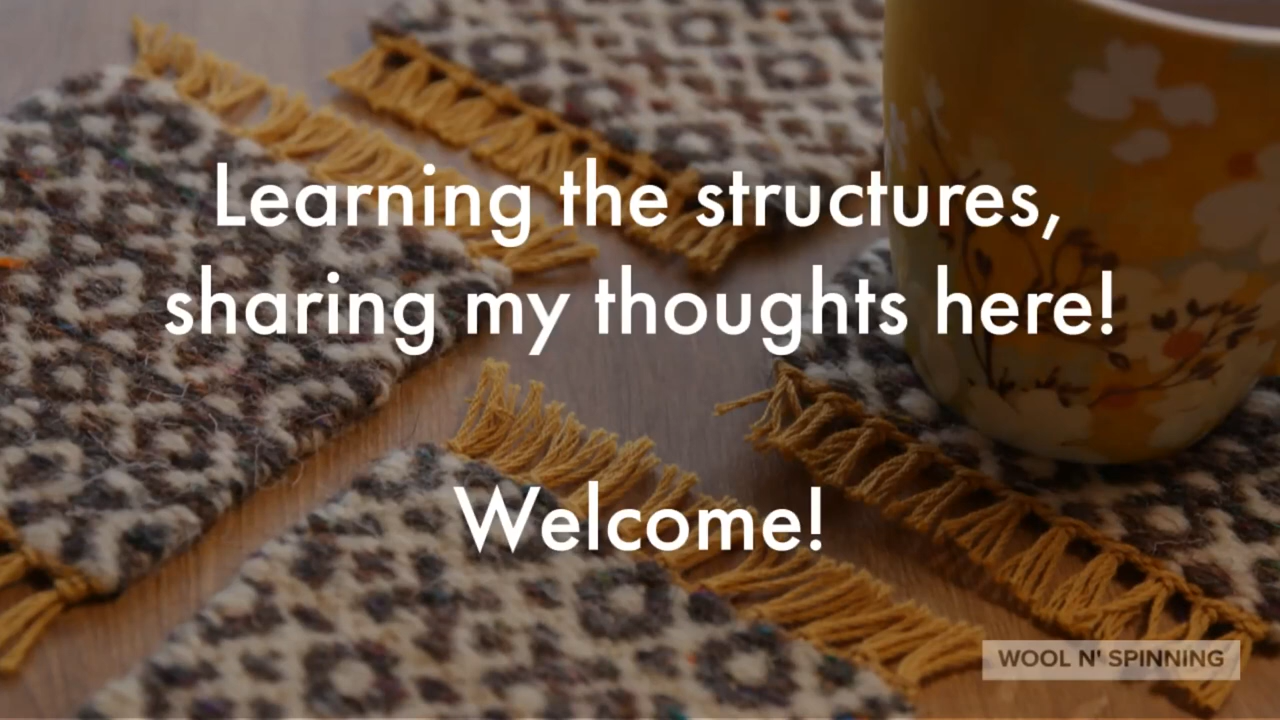 Learning the structures,
sharing my thoughts here!
Welcome!
WOOL N' SPINNING